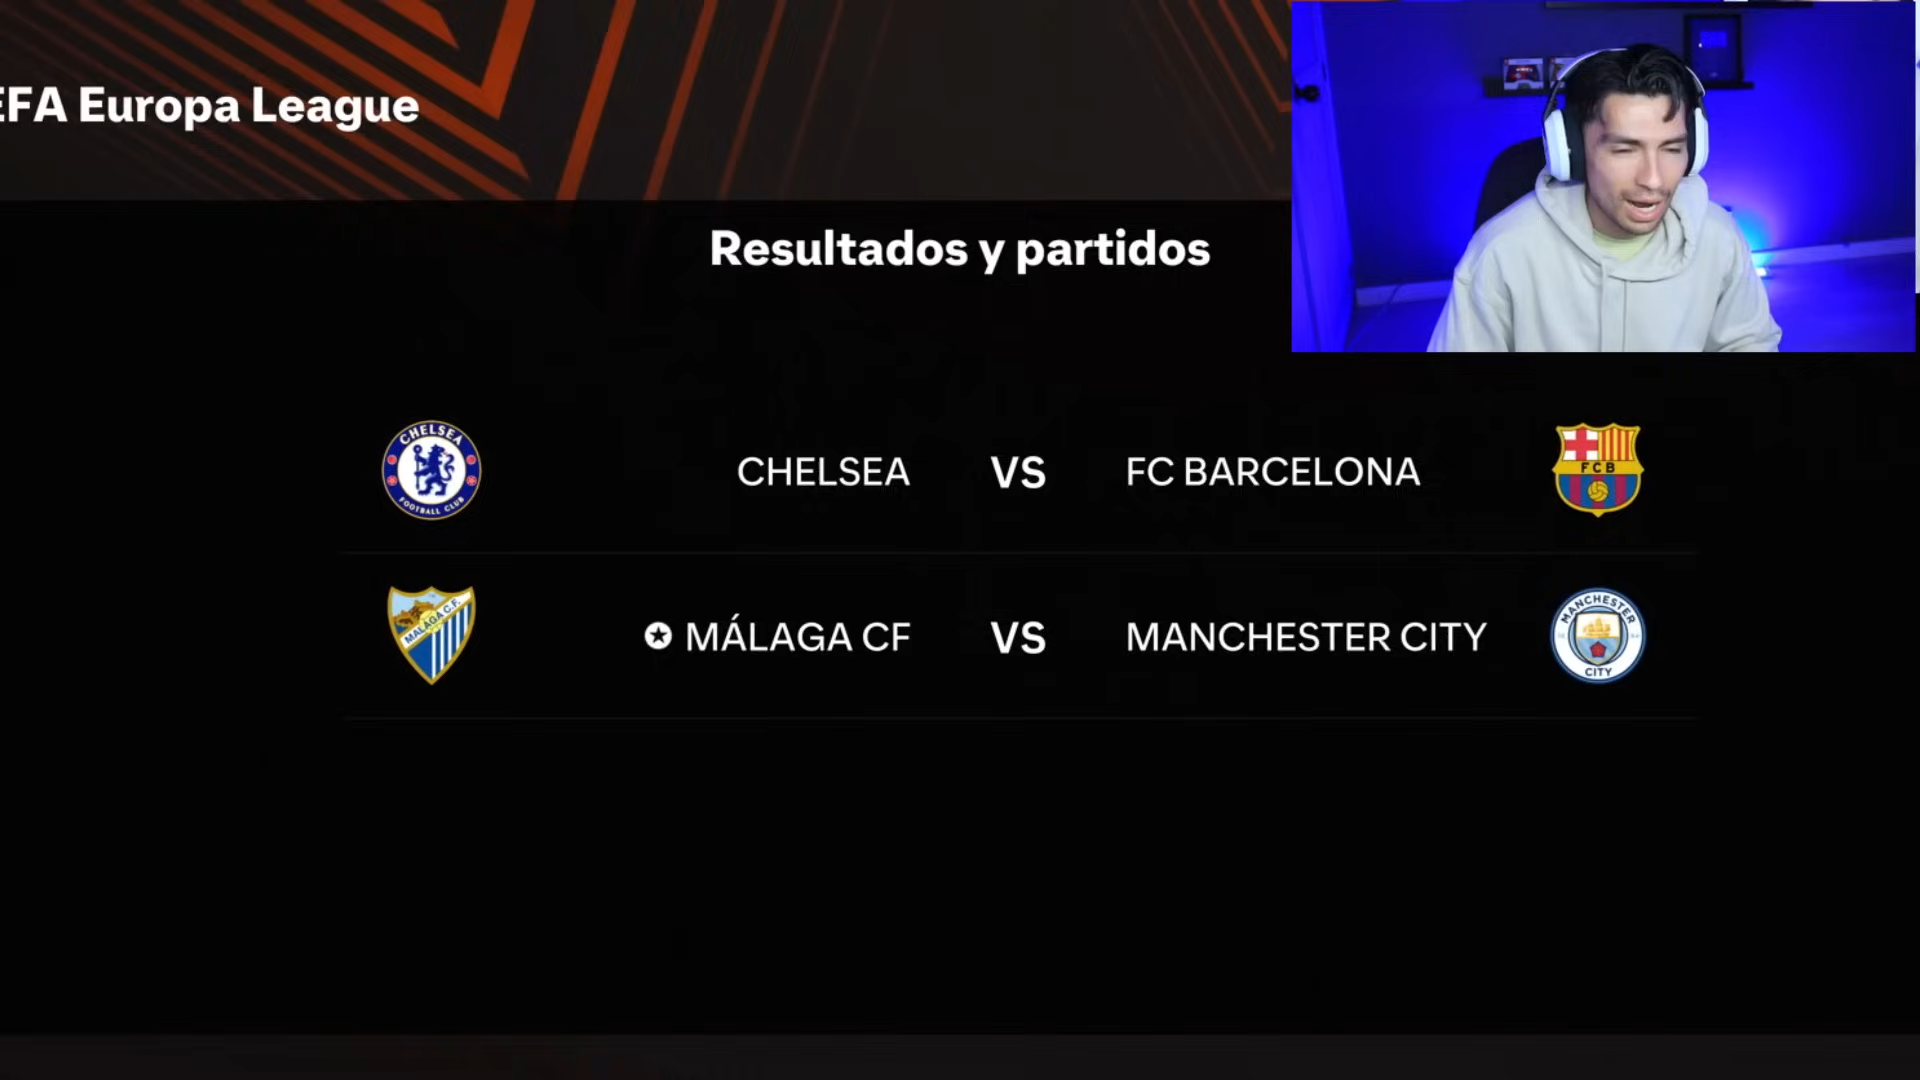 EFA Europa League
Resultados y partidos
CHELSEA
FOOTBALL CLUB
CHELSEA VS FC BARCELONA
FCB
MALAGA C.F.
MÁLAGA CF VS MANCHESTER CITY
MANCHESTER
CITY